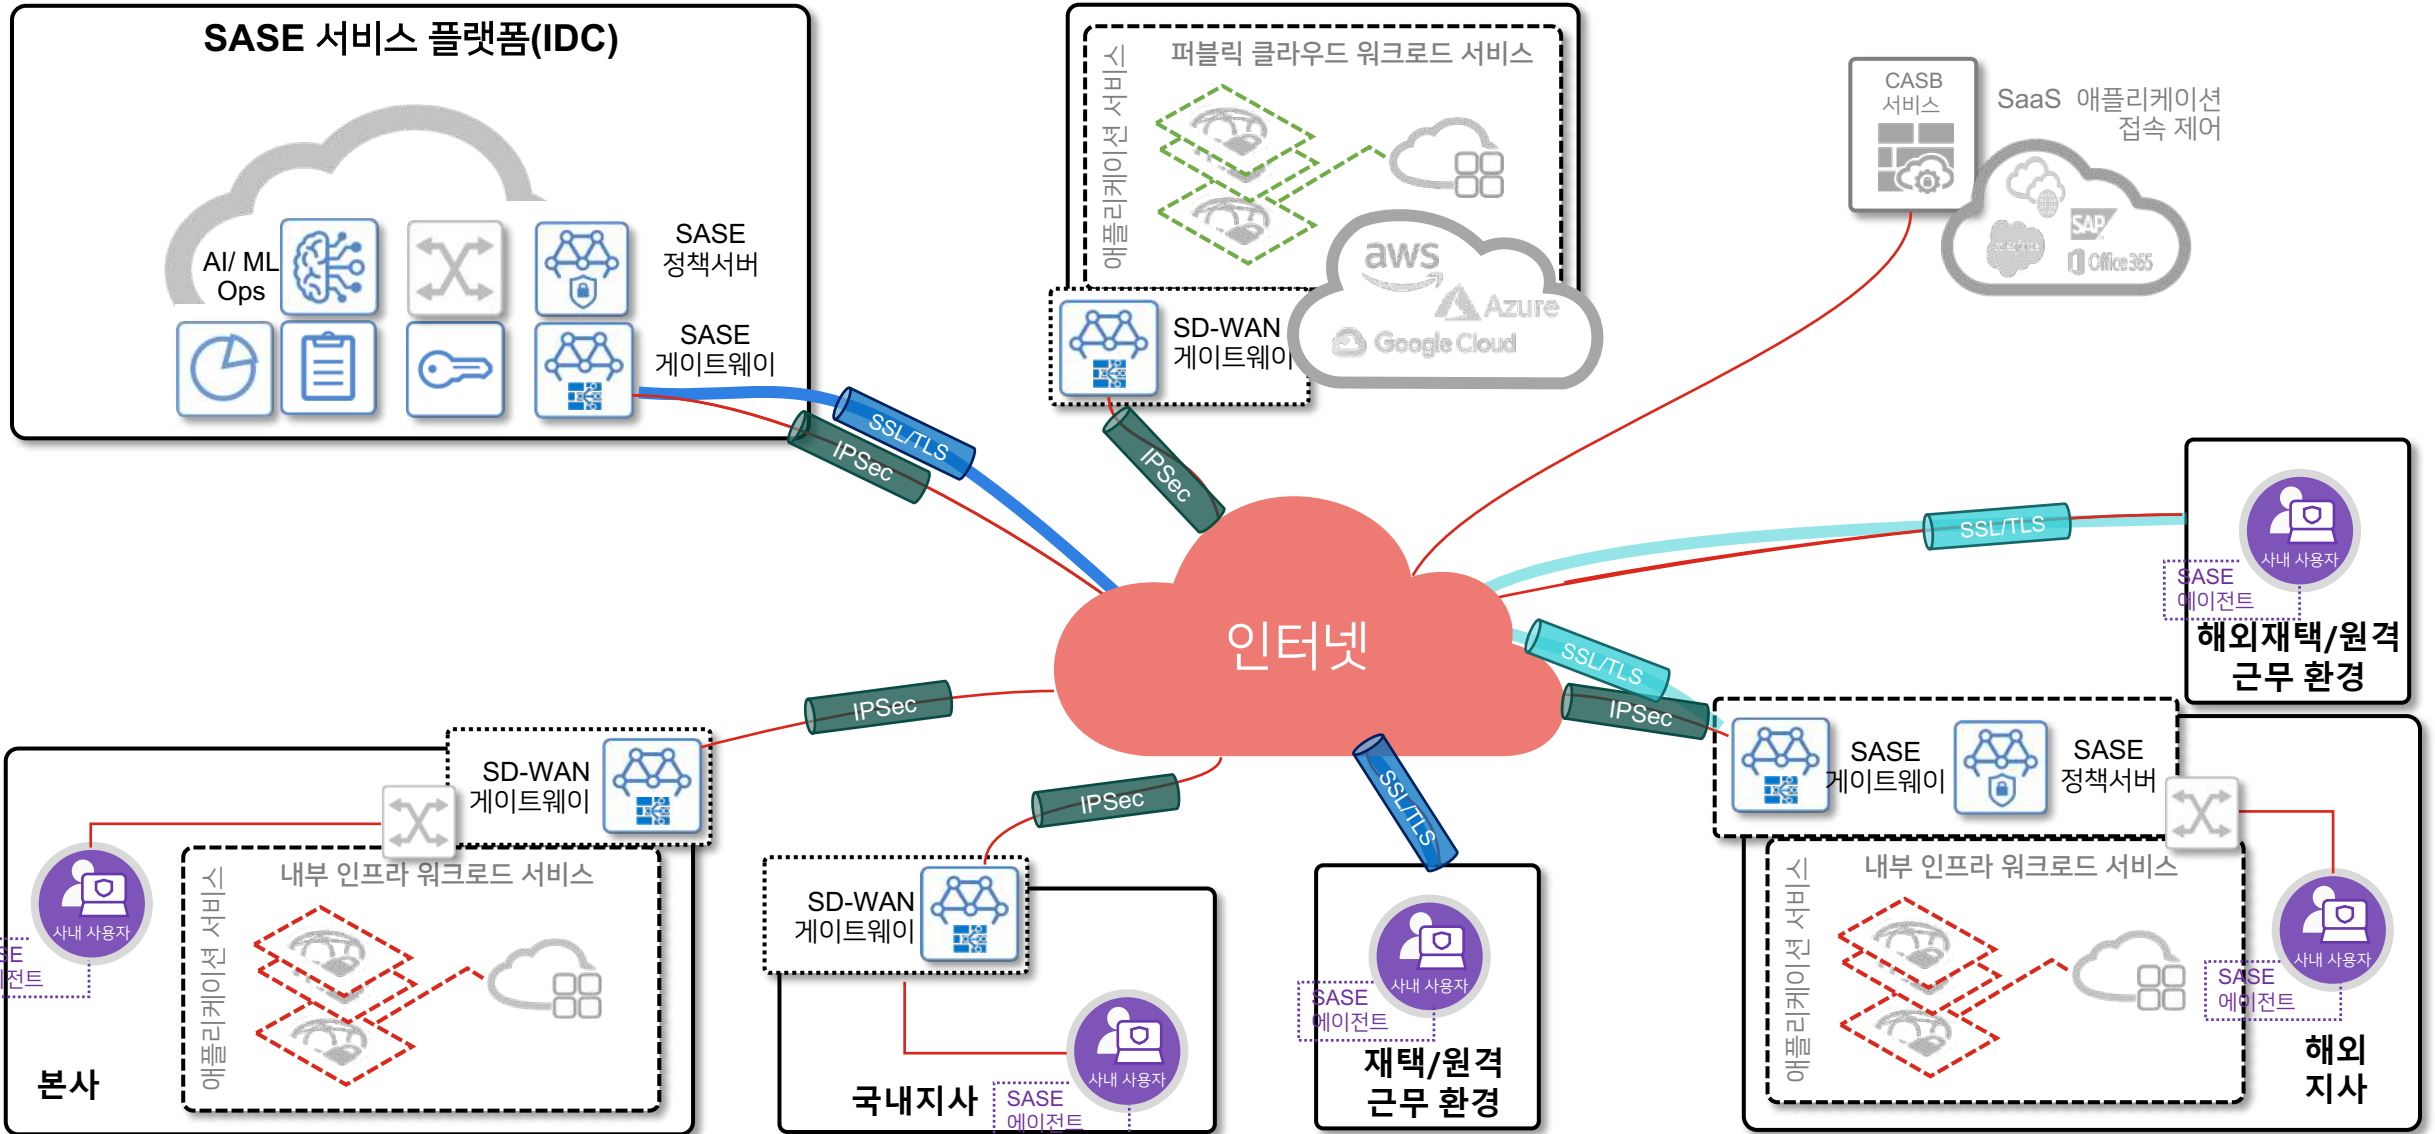 SASE 서비스 플랫폼(IDC)
AI/ ML
Ops
SASE
정책서버
SASE
게이트웨이
SSL/TLS
IPSec
퍼블릭 클라우드 워크로드 서비스
애플리케이션 서비스
aws
Azure
Google Cloud
SD-WAN
게이트웨이
IPSec
CASB
서비스
SaaS 애플리케이션
접속 제어
salesforce
SAP
Office 365
인터넷
SSL/TLS
사내 사용자
SASE
에이전트
해외재택/원격
근무 환경
SSL/TLS
IPSec
SASE
게이트웨이
SASE
정책서버
내부 인프라 워크로드 서비스
애플리케이션 서비스
사내 사용자
SASE
에이전트
해외
지사
IPSec
SD-WAN
게이트웨이
내부 인프라 워크로드 서비스
애플리케이션 서비스
사내 사용자
SE
전트
본사
IPSec
SD-WAN
게이트웨이
사내 사용자
SASE
에이전트
국내지사
SSL/TLS
사내 사용자
SASE
에이전트
재택/원격
근무 환경